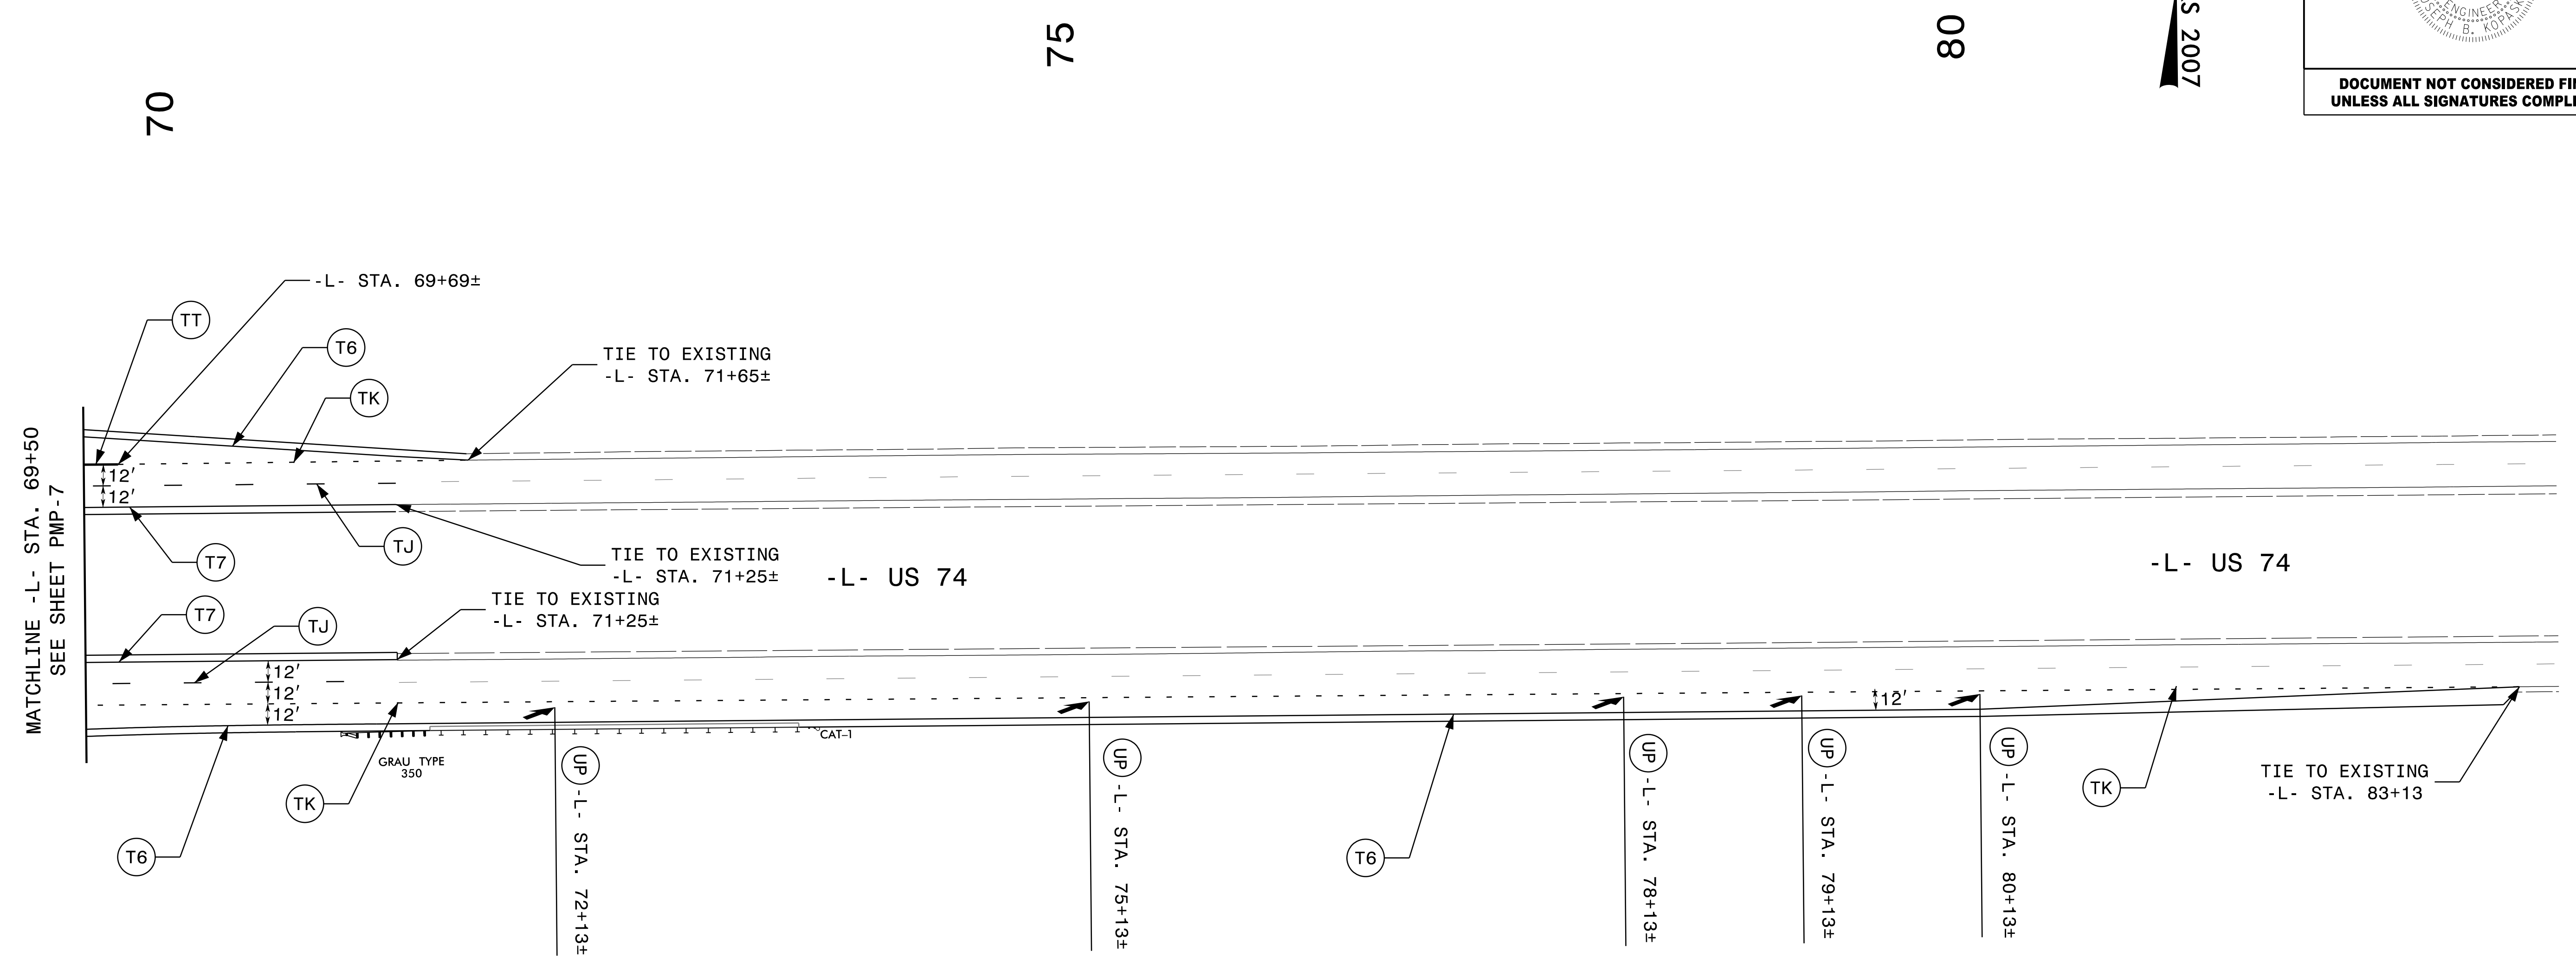 70
75
80
S 2007
ENGINEER
OSEPH B. KOPASK
DOCUMENT NOT CONSIDERED FI
UNLESS ALL SIGNATURES COMPL
-L- STA. 69+69±
TT
T6
TK
TIE TO EXISTING
-L- STA. 71+65±
MATCHLINE -L- STA. 69+50
SEE SHEET PMP-7
12'
12'
TJ
T7
TIE TO EXISTING
-L- STA. 71+25±
-L- US 74
-L- US 74
TIE TO EXISTING
-L- STA. 71+25±
T7
TJ
12'
12'
12'
12'
CAT-1
GRAU TYPE
350
TK
T6
UP -L- STA. 72+13±
UP -L- STA. 75+13±
T6
UP -L- STA. 78+13±
UP -L- STA. 79+13±
UP -L- STA. 80+13±
TK
TIE TO EXISTING
-L- STA. 83+13